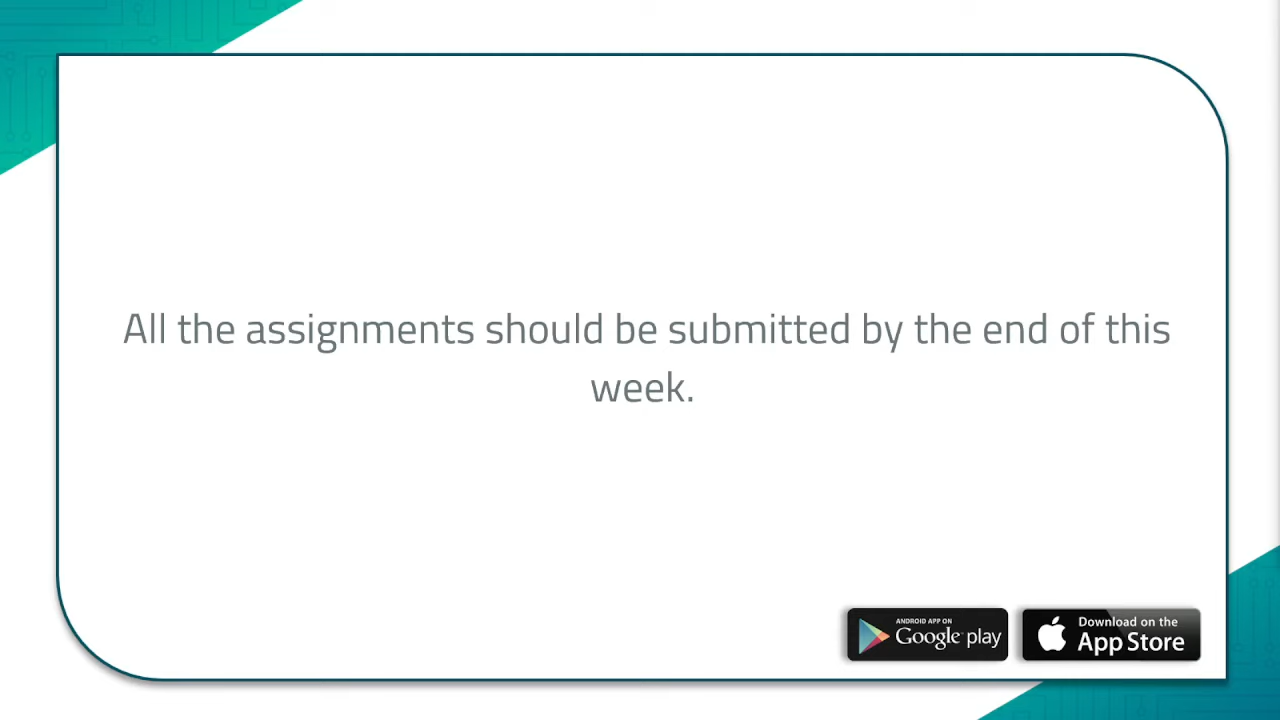 All the assignments should be submitted by the end of this
week.
ANDROID APP ON
Google play
Download on the
App Store